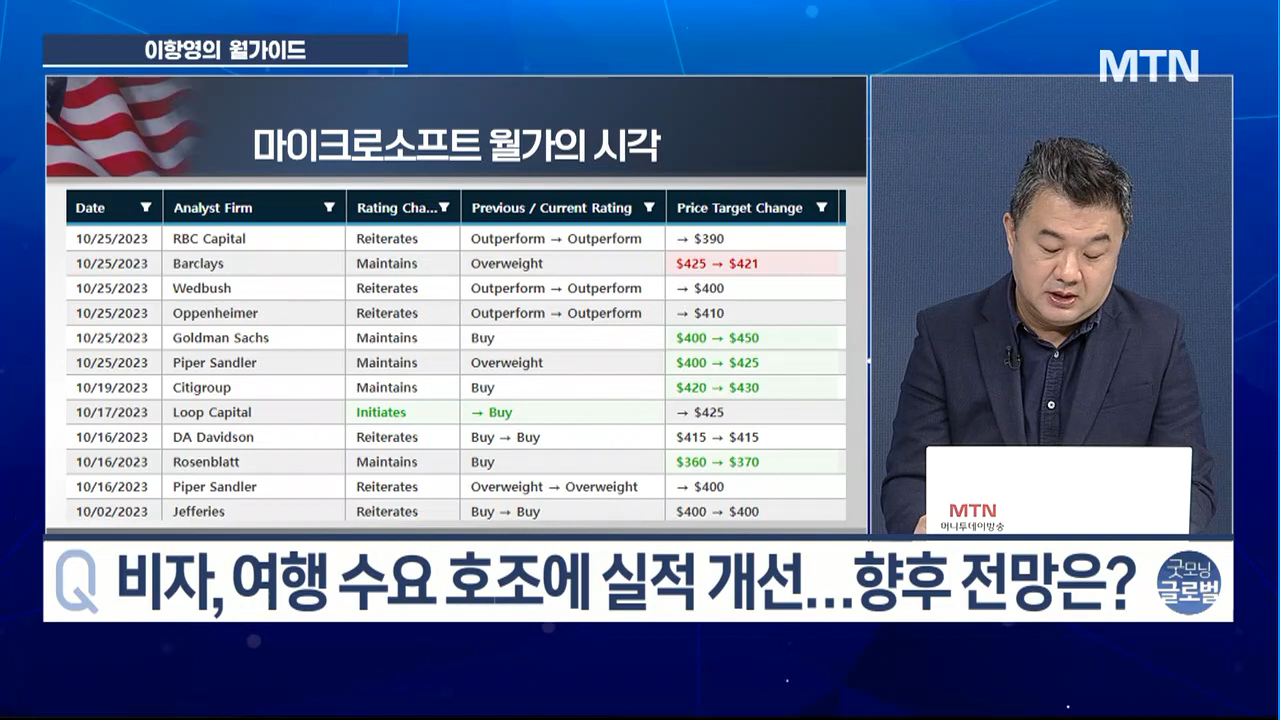 이항영의 월가이드
MTN
마이크로소프트 월가의 시각
Date Analyst Firm Rating Cha... Previous / Current Rating Price Target Change
10/25/2023 RBC Capital Reiterates Outperform → Outperform → $390
10/25/2023 Barclays Maintains Overweight $425 → $421
10/25/2023 Wedbush Reiterates Outperform → Outperform → $400
10/25/2023 Oppenheimer Reiterates Outperform → Outperform → $410
10/25/2023 Goldman Sachs Maintains Buy $400 → $450
10/25/2023 Piper Sandler Maintains Overweight $400 → $425
10/19/2023 Citigroup Maintains Buy $420 → $430
10/17/2023 Loop Capital Initiates → Buy → $425
10/16/2023 DA Davidson Reiterates Buy → Buy $415 → $415
10/16/2023 Rosenblatt Maintains Buy $360 → $370
10/16/2023 Piper Sandler Reiterates Overweight → Overweight → $400
10/02/2023 Jefferies Reiterates Buy → Buy $400 → $400
MTN
머니투데이방송
Q 비자, 여행 수요 호조에 실적 개선...향후 전망은?
굿모닝
글로벌